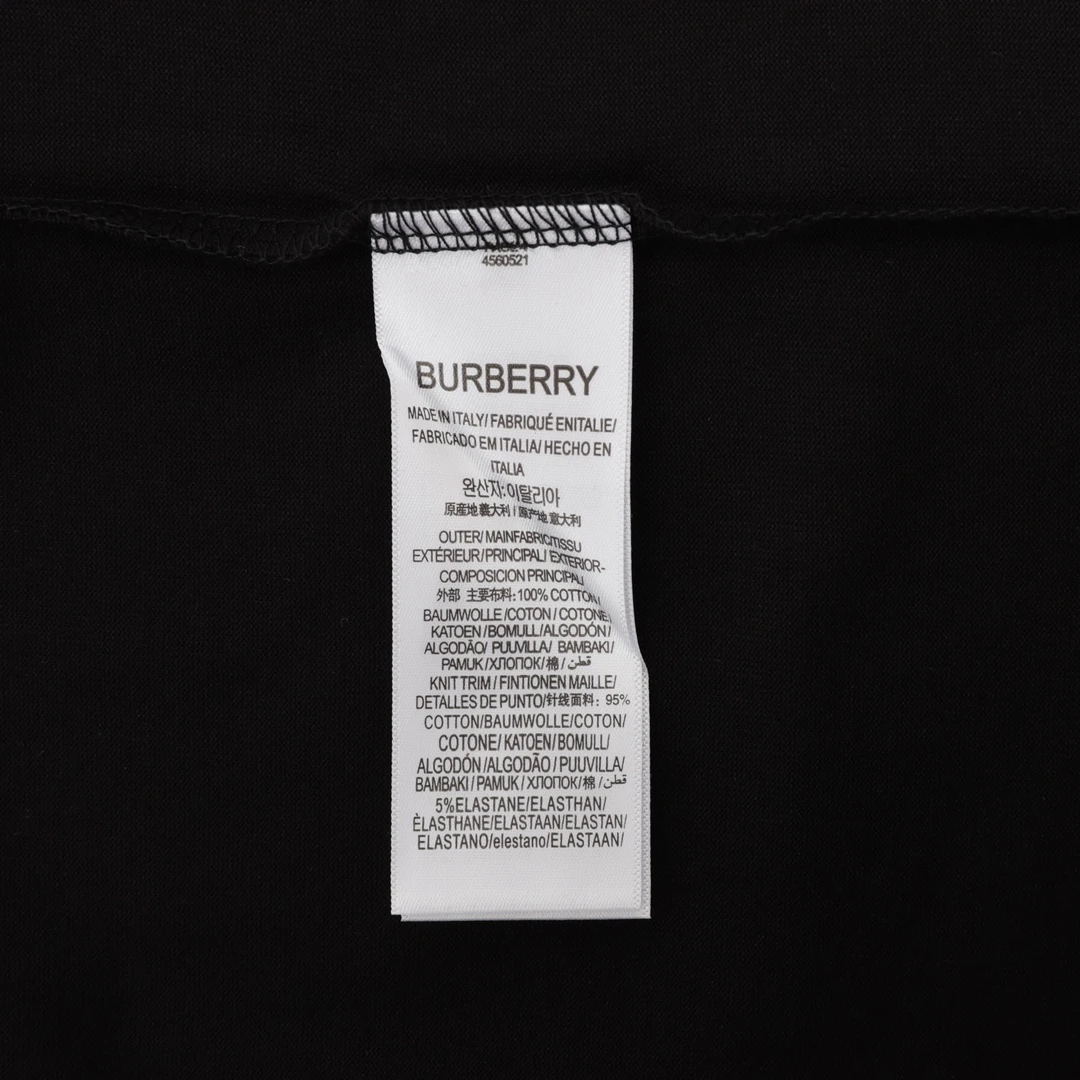 4560521
BURBERRY
MADE IN ITALY/ FABRIQUÉ ENITALIE/
FABRICADO EM ITALIA/ HECHO EN
ITALIA
완산지:이탈리아
原産地義大利 / 原产地 意大利
OUTER/ MAINFABRIC/TISSU
EXTÉRIEUR/PRINCIPAL/ EXTERIOR-
COMPOSICION PRINCIPAL/
外部 主要布料: 100% COTTON/
BAUMWOLLE /COTON / COTONE/
KATOEN /BOMULL/ALGODÓN/
ALGODÃO/ PUUVILLA/ BAMBAKI/
PAMUK /ХЛОПОК/ 棉 / قطن
KNIT TRIM / FINTIONEN MAILLE/
DETALLES DE PUNTO/针线面料: 95%
COTTON/BAUMWOLLE/COTON/
COTONE/ KATOEN/BOMULL/
ALGODÓN /ALGODÃO / PUUVILLA/
BAMBAKI / PAMUK / ХЛОПОК/ 棉 / قطن
5%ELASTANE/ELASTHAN/
ÈLASTHANE/ELASTAAN/ELASTAN/
ELASTANO/elestano/ELASTAAN/